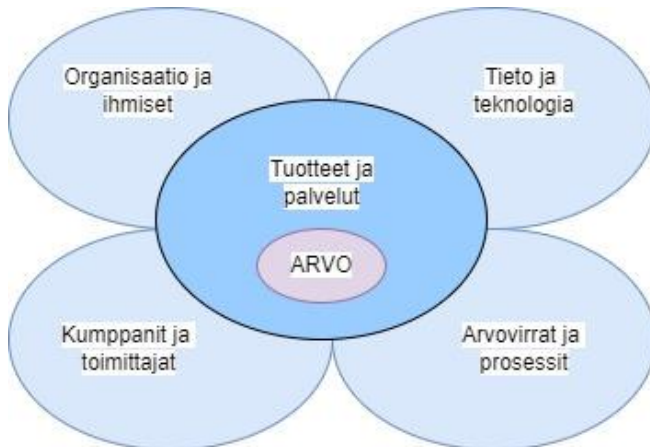 Organisaatio ja
ihmiset
Tieto ja
teknologia
Tuotteet ja
palvelut
ARVO
Kumppanit ja
toimittajat
Arvovirrat ja
prosessit